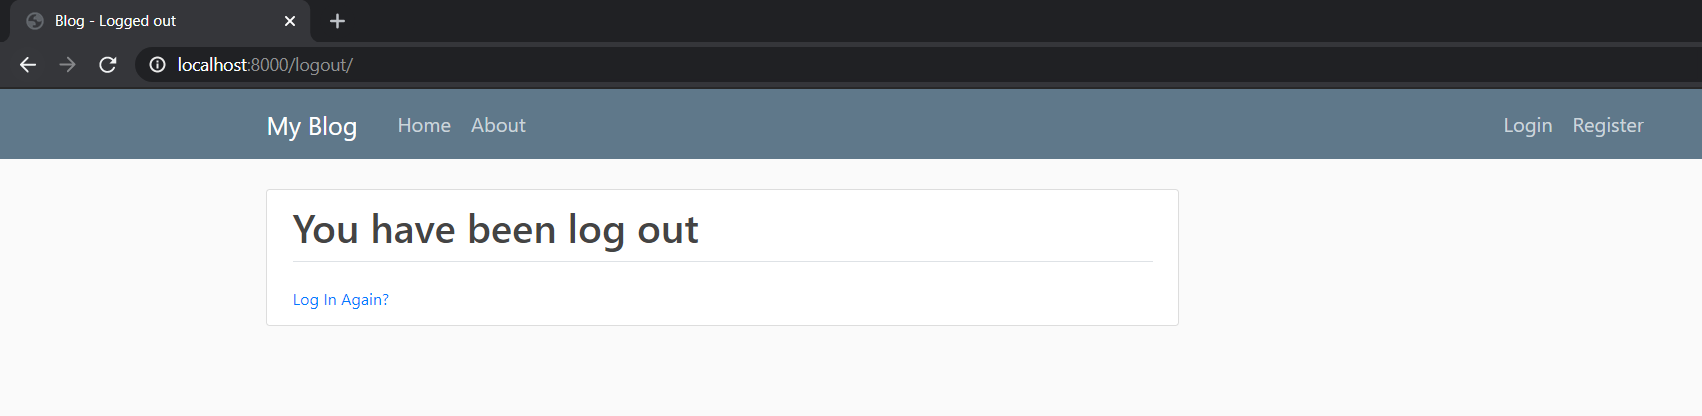 Blog - Logged out
localhost:8000/logout/
My Blog Home About Login Register
You have been log out
Log In Again?